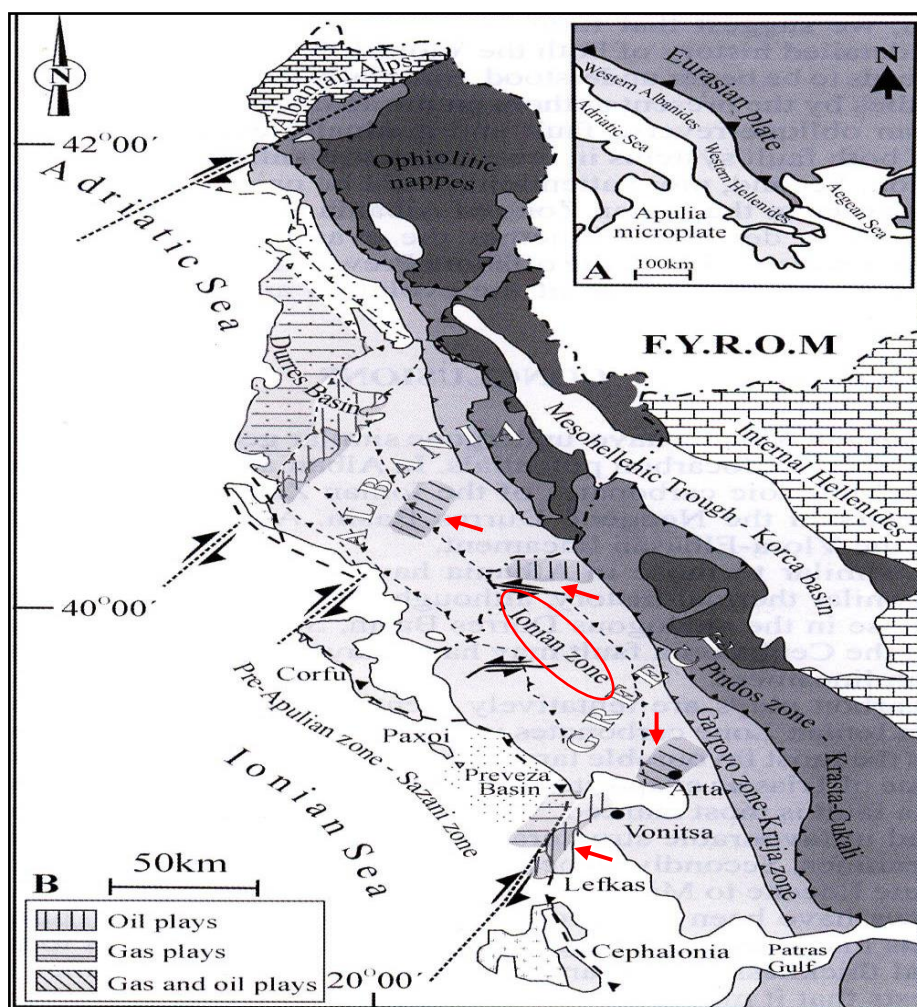 N
42°00'
40°00'
20°00'
Adriatic Sea
Ionian Sea
Albanian Alps
Ophiolitic
nappes
Durres Basin
ALBANIA
F.Y.R.O.M
Internal Hellenides
Mesohellenic Trough - Korca basin
Ionian zone
GREECE
Pindos zone
Krasta-Cukali
Gavrovo zone-Kruja zone
Corfu
Pre-Apulian zone - Sazani zone
Paxoi
Preveza
Basin
Arta
Vonitsa
Lefkas
Cephalonia
Patras
Gulf
B
50km
Oil plays
Gas plays
Gas and oil plays
N
Eurasian plate
Western Albanides
Adriatic Sea
Western Hellenides
Aegean Sea
Apulia
microplate
A
100km